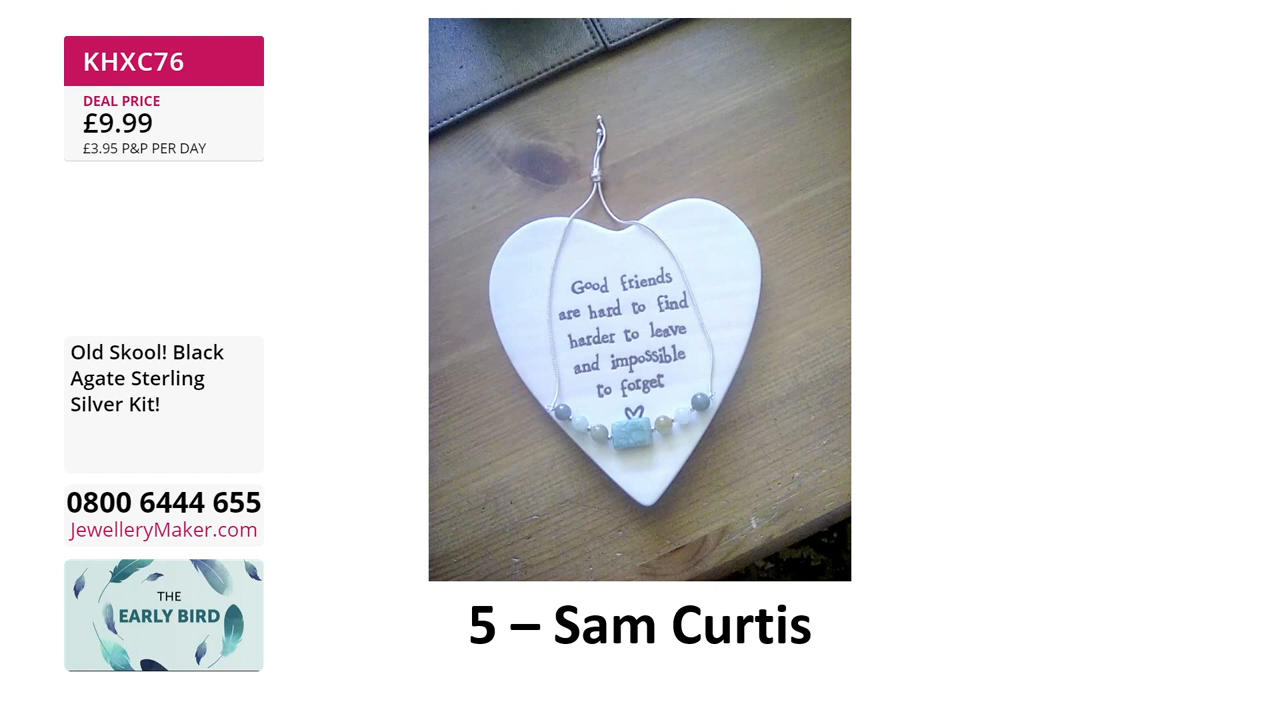 KHXC76
DEAL PRICE
£9.99
£3.95 P&P PER DAY
Old Skool! Black
Agate Sterling
Silver Kit!
0800 6444 655
JewelleryMaker.com
THE
EARLY BIRD
Good friends
are hard to find
harder to leave
and impossible
to forget
5 – Sam Curtis